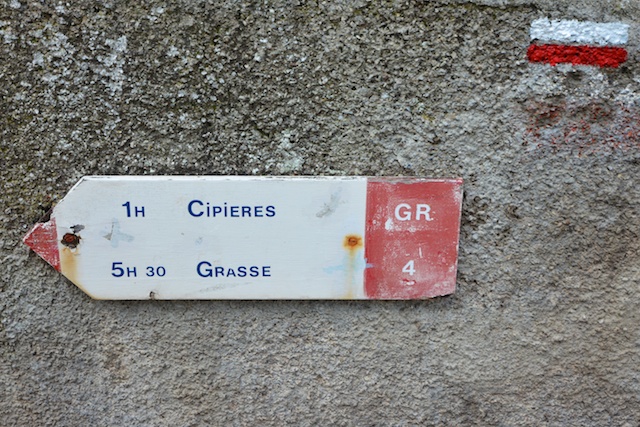 1H CIPIERES
5H 30 GRASSE
GR
4